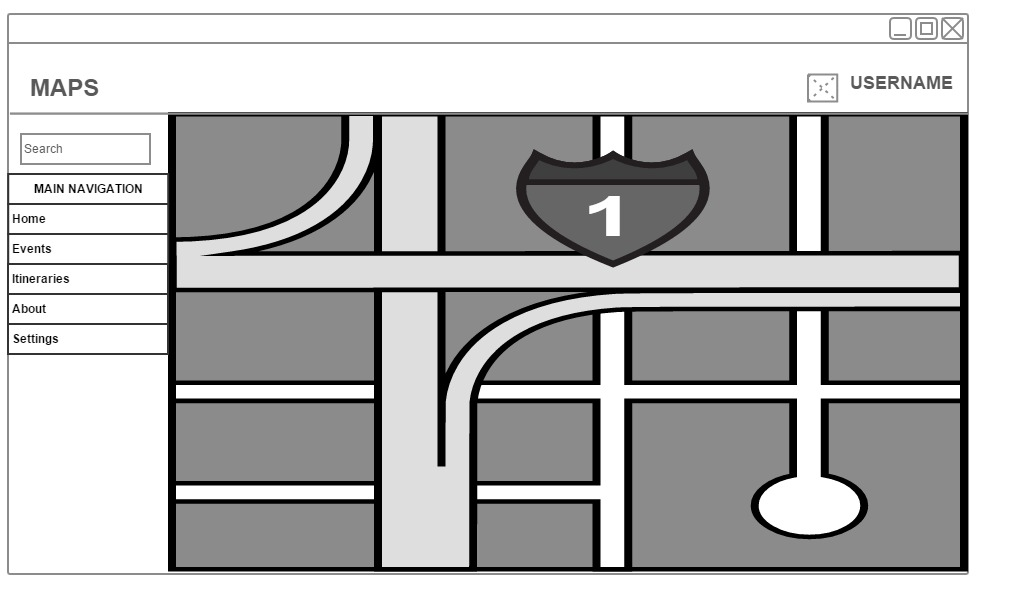 MAPS
USERNAME
Search
MAIN NAVIGATION
Home
Events
Itineraries
About
Settings
1